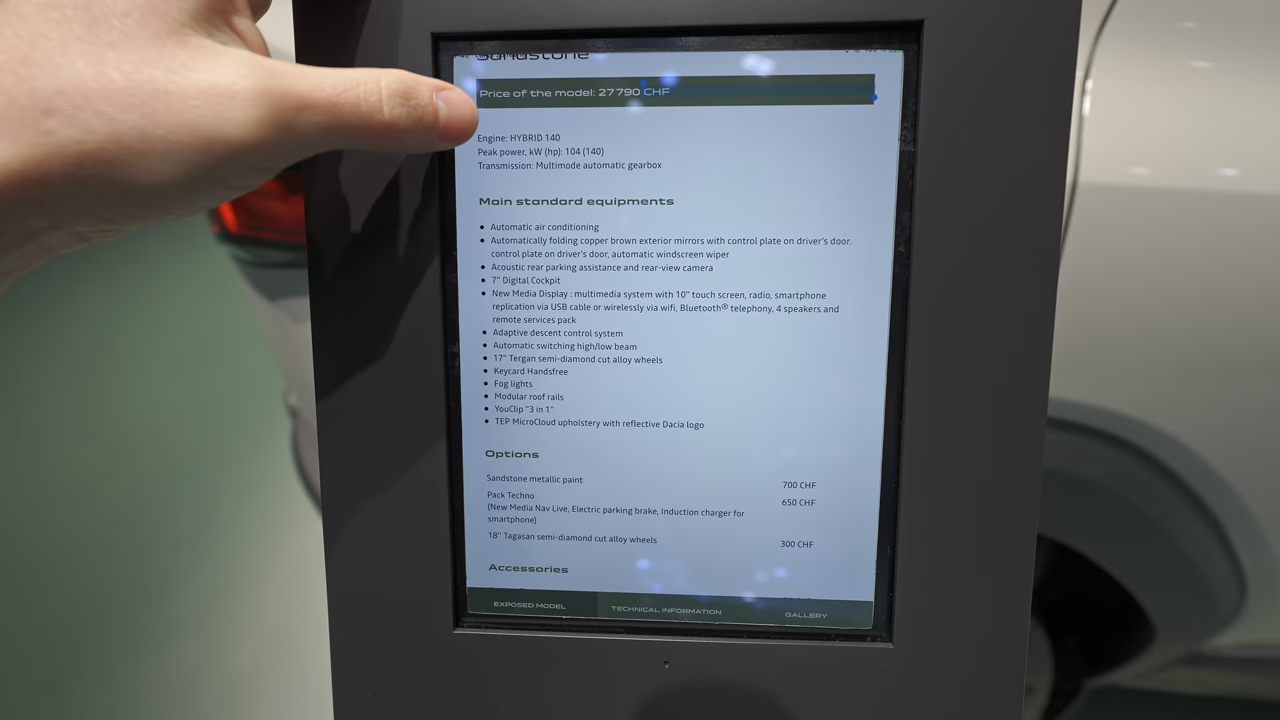 Sandstone
Price of the model: 27 790 CHF
Engine: HYBRID 140
Peak power, kW (hp): 104 (140)
Transmission: Multimode automatic gearbox
Main standard equipments
• Automatic air conditioning
• Automatically folding copper brown exterior mirrors with control plate on driver's door.
control plate on driver's door, automatic windscreen wiper
• Acoustic rear parking assistance and rear-view camera
• 7" Digital Cockpit
• New Media Display : multimedia system with 10" touch screen, radio, smartphone
replication via USB cable or wirelessly via wifi, Bluetooth® telephony, 4 speakers and
remote services pack
• Adaptive descent control system
• Automatic switching high/low beam
• 17" Tergan semi-diamond cut alloy wheels
• Keycard Handsfree
• Fog lights
• Modular roof rails
• YouClip "3 in 1"
• TEP MicroCloud upholstery with reflective Dacia logo
Options
Sandstone metallic paint 700 CHF
Pack Techno 650 CHF
(New Media Nav Live, Electric parking brake, Induction charger for
smartphone)
18" Tagasan semi-diamond cut alloy wheels 300 CHF
Accessories
EXPOSED MODEL TECHNICAL INFORMATION GALLERY